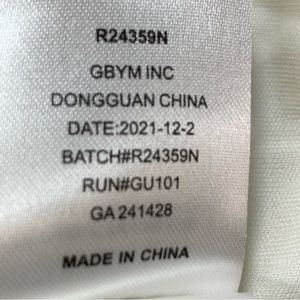 R24359N
GBYM INC
DONGGUAN CHINA
DATE:2021-12-2
BATCH#R24359N
RUN#GU101
GA 241428
MADE IN CHINA